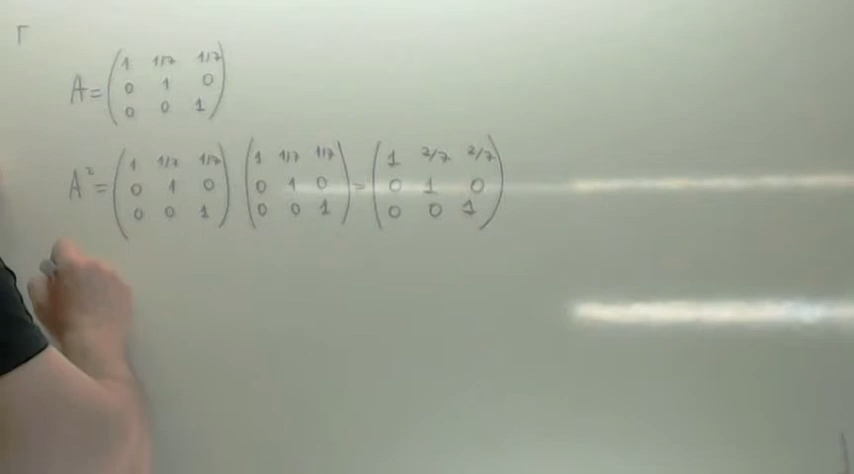 A = ( 1 1/7 1/7
0 1 0
0 0 1 )
A² = ( 1 1/7 1/7 ) ( 1 1/7 1/7 ) = ( 1 2/7 2/7 )
0 1 0 0 1 0 0 1 0
0 0 1 0 0 1 0 0 1